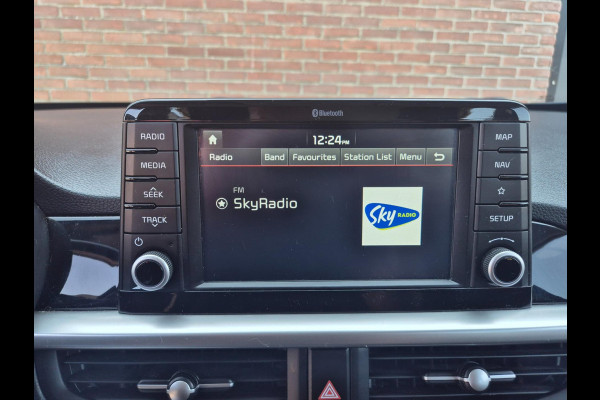 Bluetooth
RADIO
MEDIA
SEEK
TRACK
12:24PM
Radio Band Favourites Station List Menu
FM
SkyRadio
Sky RADIO
MAP
NAV
SETUP